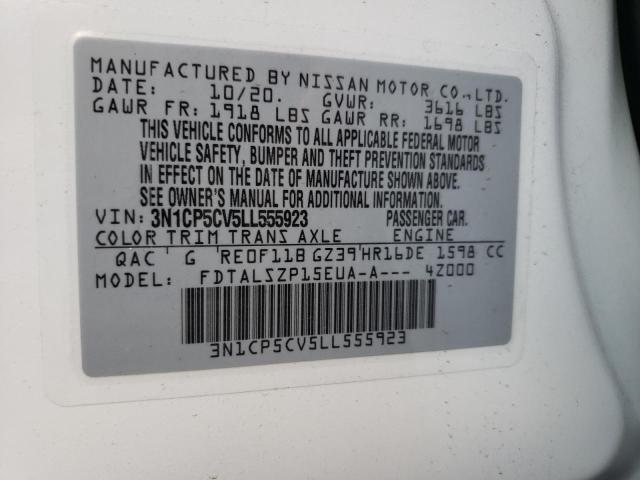 MANUFACTURED BY NISSAN MOTOR CO.,LTD.
DATE: 10/20. GVWR: 3616 LBS
GAWR FR: 1918 LBS GAWR RR: 1698 LBS
THIS VEHICLE CONFORMS TO ALL APPLICABLE FEDERAL MOTOR
VEHICLE SAFETY, BUMPER AND THEFT PREVENTION STANDARDS
IN EFFECT ON THE DATE OF MANUFACTURE SHOWN ABOVE.
SEE OWNER'S MANUAL FOR ADDITIONAL INFORMATION.
VIN: 3N1CP5CV5LL555923 PASSENGER CAR.
COLOR TRIM TRANS AXLE ENGINE
QAC G RE0F11B GZ39 HR16DE 1598 CC
MODEL: FDTALSZP15EUA-A--- 4Z000
3N1CP5CV5LL555923